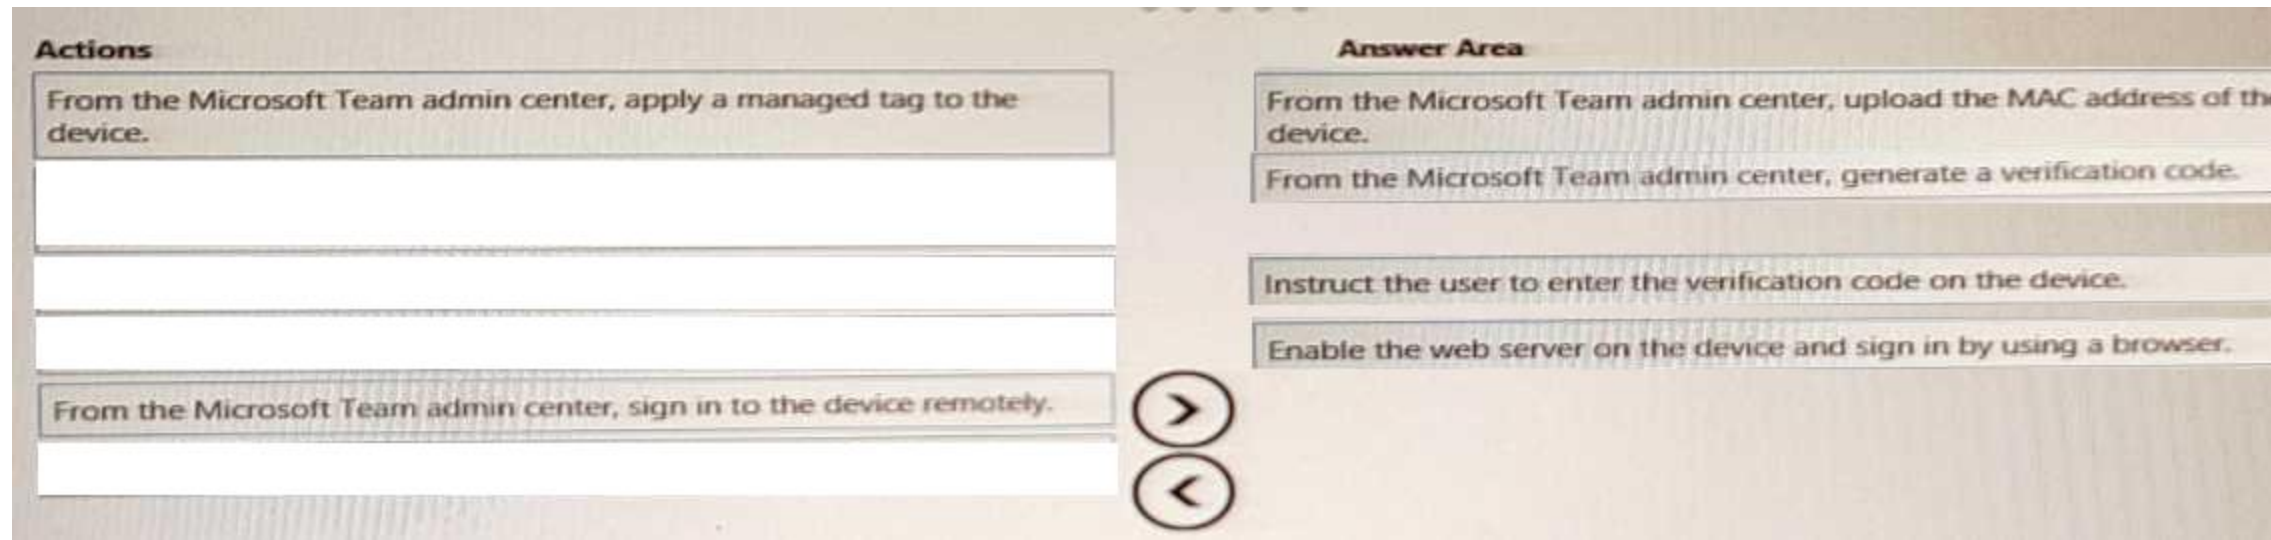 Actions
From the Microsoft Team admin center, apply a managed tag to the
device.
From the Microsoft Team admin center, sign in to the device remotely.
Answer Area
From the Microsoft Team admin center, upload the MAC address of
device.
From the Microsoft Team admin center, generate a verification code.
Instruct the user to enter the verification code on the device.
Enable the web server on the device and sign in by using a browser.